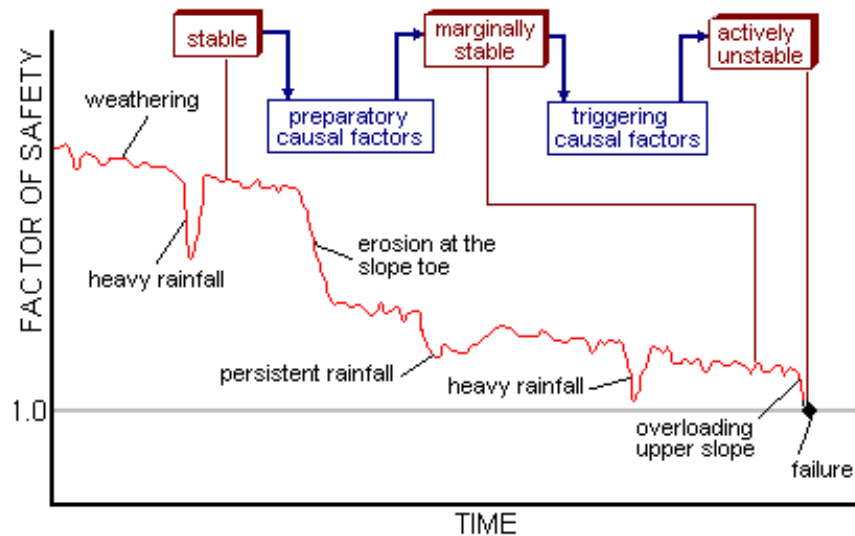 stable
marginally
stable
actively
unstable
preparatory
causal factors
triggering
causal factors
weathering
heavy rainfall
erosion at the
slope toe
persistent rainfall
heavy rainfall
overloading
upper slope
failure
FACTOR OF SAFETY
1.0
TIME